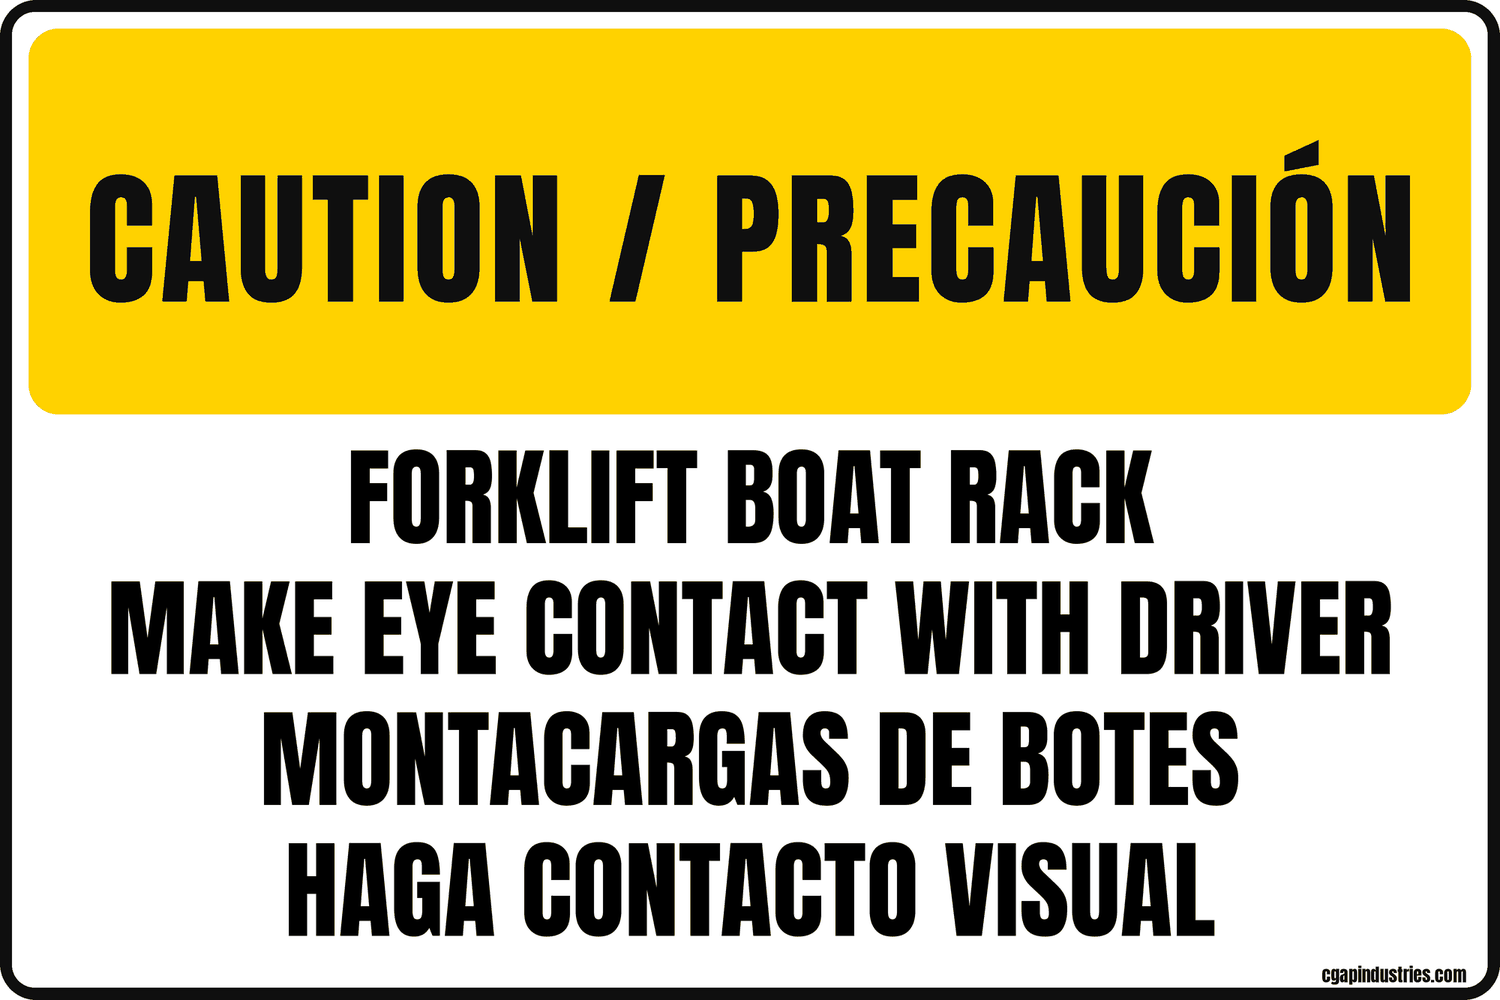 CAUTION / PRECAUCIÓN
FORKLIFT BOAT RACK
MAKE EYE CONTACT WITH DRIVER
MONTACARGAS DE BOTES
HAGA CONTACTO VISUAL
cgapindustries.com